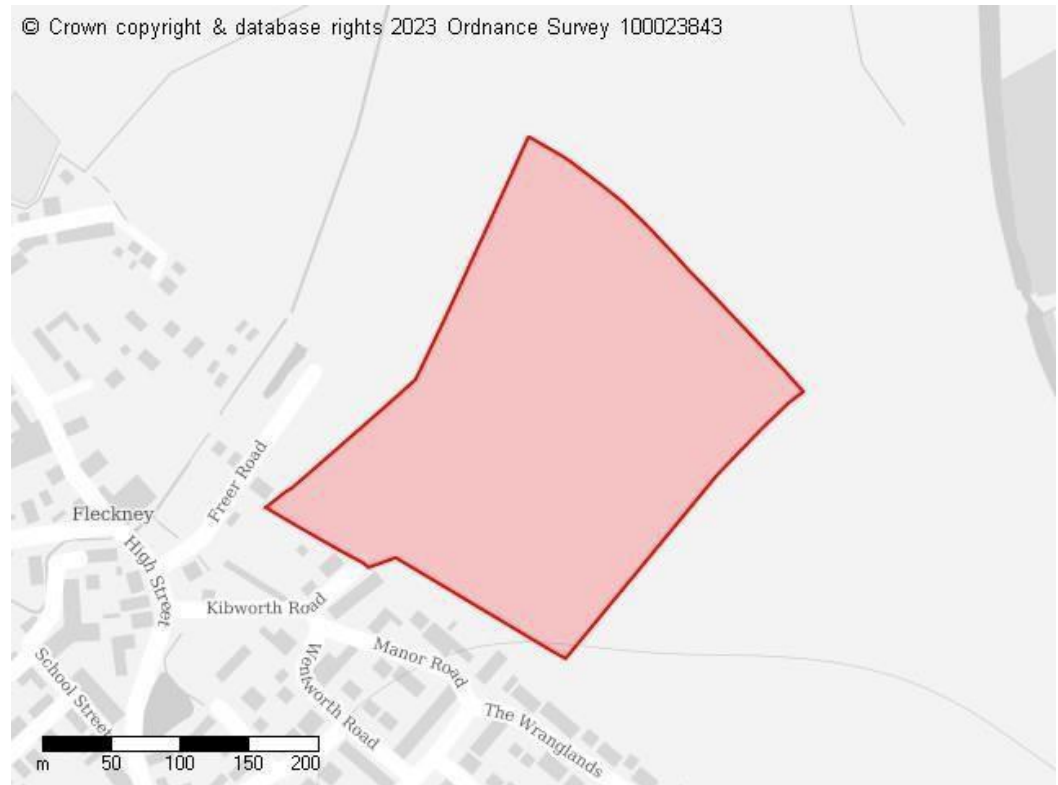 © Crown copyright & database rights 2023 Ordnance Survey 100023843
Freer Road
Fleckney
High Street
Kibworth Road
Manor Road
Wentworth Road
School Street
The Wranglands
m 50 100 150 200